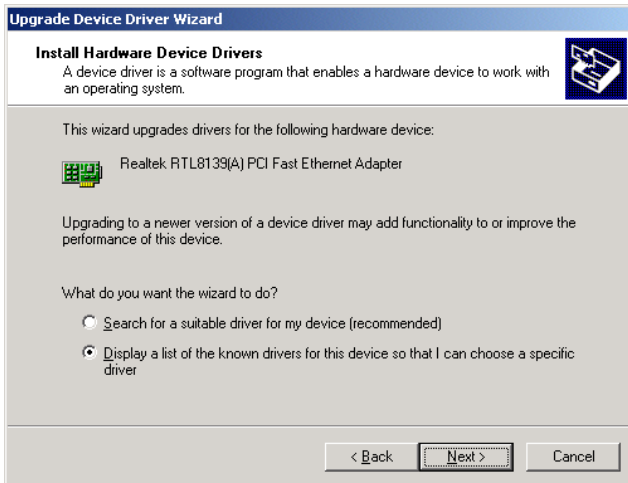 Upgrade Device Driver Wizard
Install Hardware Device Drivers
A device driver is a software program that enables a hardware device to work with
an operating system.
This wizard upgrades drivers for the following hardware device:
Realtek RTL8139(A) PCI Fast Ethernet Adapter
Upgrading to a newer version of a device driver may add functionality to or improve the
performance of this device.
What do you want the wizard to do?
Search for a suitable driver for my device (recommended)
Display a list of the known drivers for this device so that I can choose a specific
driver
< Back Next > Cancel